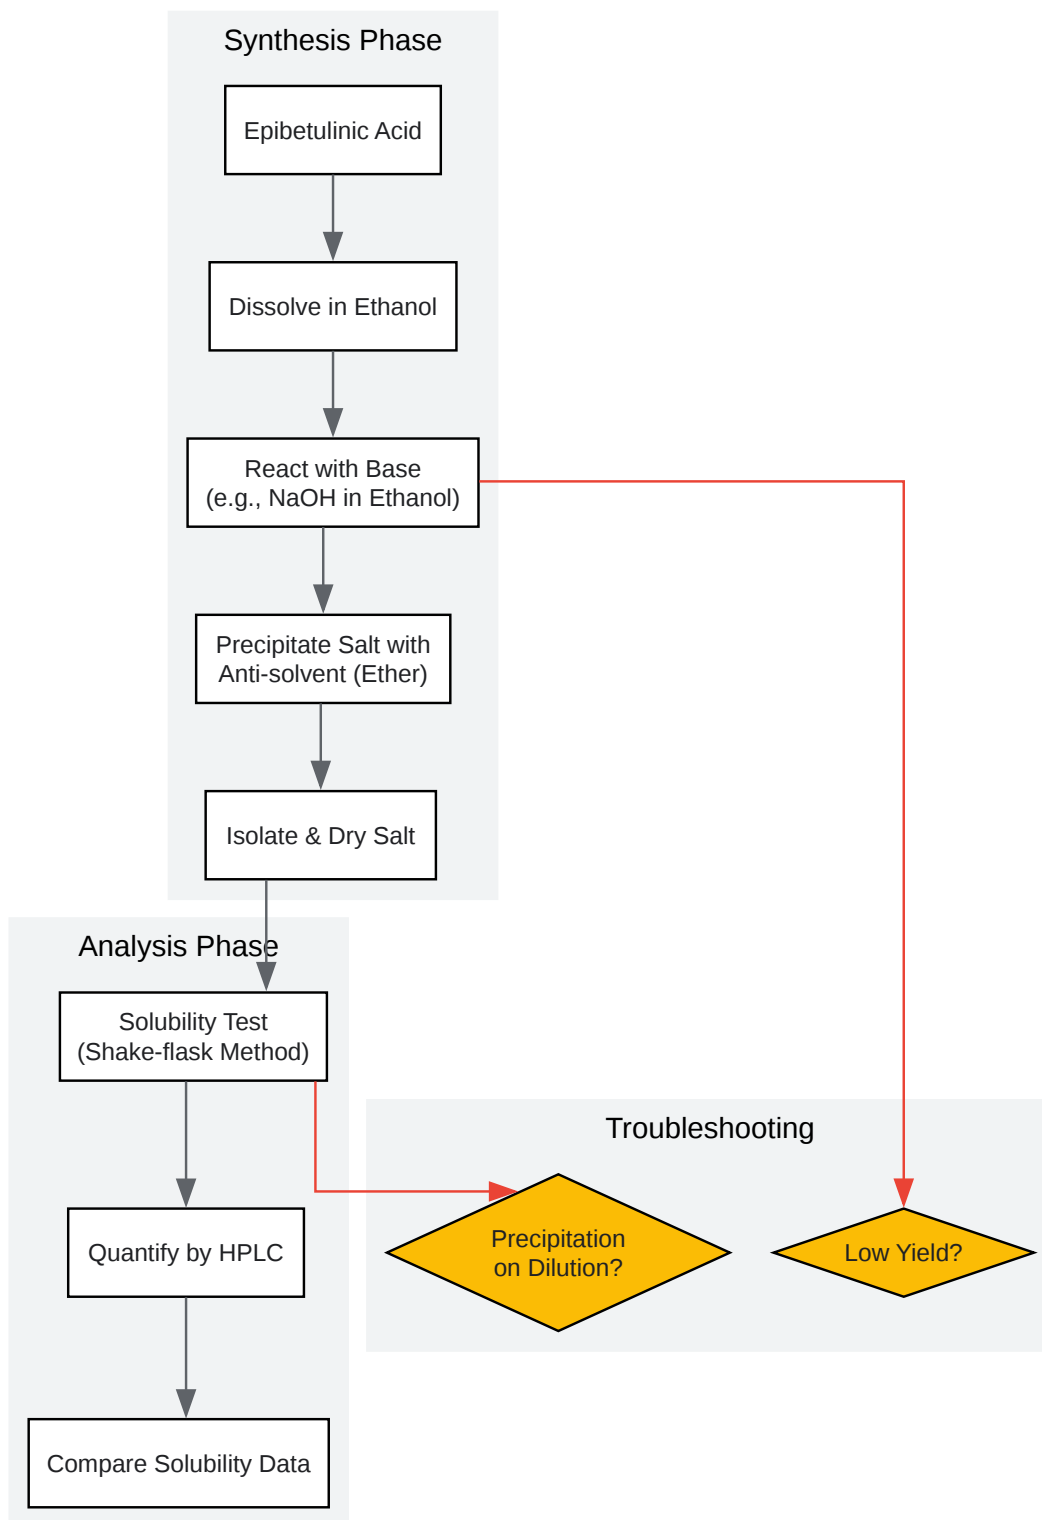 Synthesis Phase
Epibetulinic Acid
Dissolve in Ethanol
React with Base
(e.g., NaOH in Ethanol)
Precipitate Salt with
Anti-solvent (Ether)
Isolate & Dry Salt
Analysis Phase
Solubility Test
(Shake-flask Method)
Quantify by HPLC
Compare Solubility Data
Troubleshooting
Precipitation
on Dilution?
Low Yield?